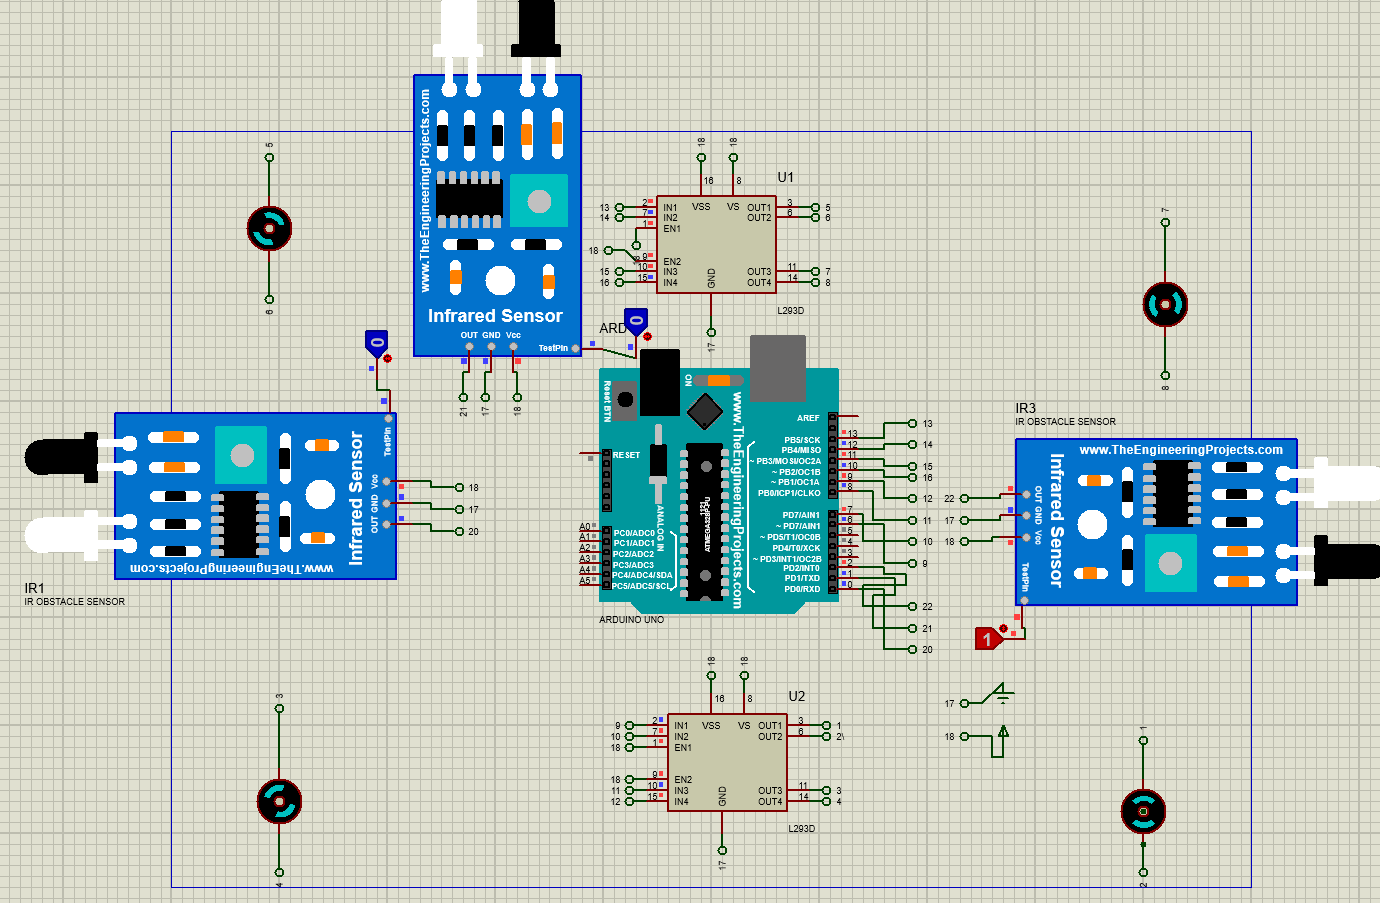 5
6
www.TheEngineeringProjects.com
Infrared Sensor
OUT GND Vcc
TestPin
21
17
18
0
U1
18
18
16
8
VSS
VS
13
2
IN1
OUT1
3
5
14
7
IN2
OUT2
6
6
1
EN1
18
9
EN2
15
10
IN3
OUT3
11
7
16
15
IN4
OUT4
14
8
GND
17
L293D
7
8
0
TestPin
Vcc
GND
OUT
Infrared Sensor
www.TheEngineeringProjects.com
18
17
20
IR1
IR OBSTACLE SENSOR
ARD
Reset BTN
ON
www.TheEngineeringProjects.com
RESET
AREF
13
PB5/SCK
12
PB4/MISO
11
~ PB3/MOSI/OC2A
10
~ PB2/OC1B
9
~ PB1/OC1A
8
PB0/ICP1/CLKO
7
PD7/AIN1
6
~ PD7/AIN1
5
~ PD5/T1/OC0B
4
PD4/T0/XCK
3
~ PD3/INT1/OC2B
2
PD2/INT0
1
PD1/TXD
0
PD0/RXD
ANALOG IN
ATMEGA328P-PU
1121
A0
PC0/ADC0
A1
PC1/ADC1
A2
PC2/ADC2
A3
PC3/ADC3
A4
PC4/ADC4/SDA
A5
PC5/ADC5/SCL
ARDUINO UNO
13
14
15
16
12
11
10
9
22
21
20
IR3
IR OBSTACLE SENSOR
www.TheEngineeringProjects.com
Infrared Sensor
OUT
GND
Vcc
TestPin
22
17
18
1
17
18
3
4
U2
18
18
16
8
VSS
VS
9
2
IN1
OUT1
3
1
10
7
IN2
OUT2
6
2\
18
1
EN1
18
9
EN2
11
10
IN3
OUT3
11
3
12
15
IN4
OUT4
14
4
GND
17
L293D
1
2